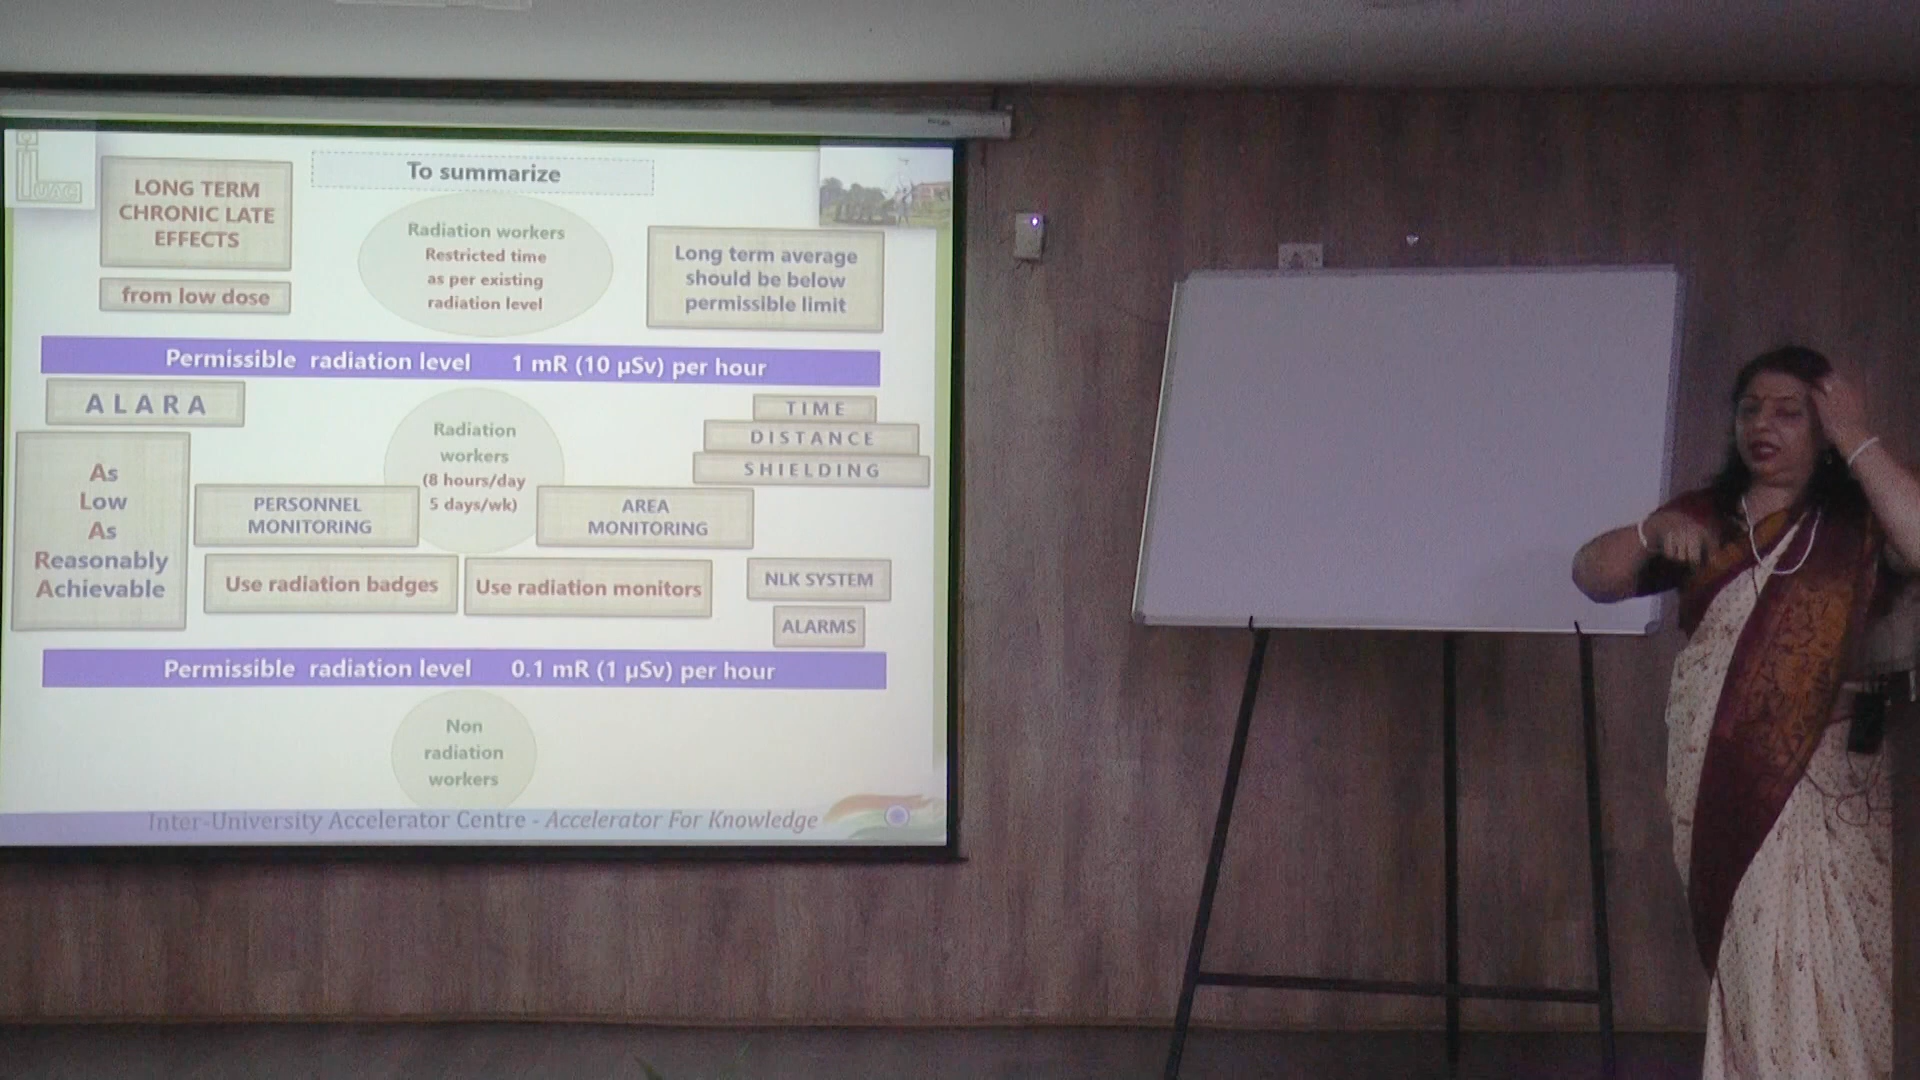 To summarize
LONG TERM
CHRONIC LATE
EFFECTS
from low dose
Radiation workers
Restricted time
as per existing
radiation level
Long term average
should be below
permissible limit
Permissible radiation level 1 mR (10 µSv) per hour
A L A R A
As
Low
As
Reasonably
Achievable
Radiation
workers
(8 hours/day
5 days/wk)
TIME
DISTANCE
SHIELDING
PERSONNEL
MONITORING
AREA
MONITORING
Use radiation badges
Use radiation monitors
NLK SYSTEM
ALARMS
Permissible radiation level 0.1 mR (1 µSv) per hour
Non
radiation
workers
Inter-University Accelerator Centre - Accelerator For Knowledge